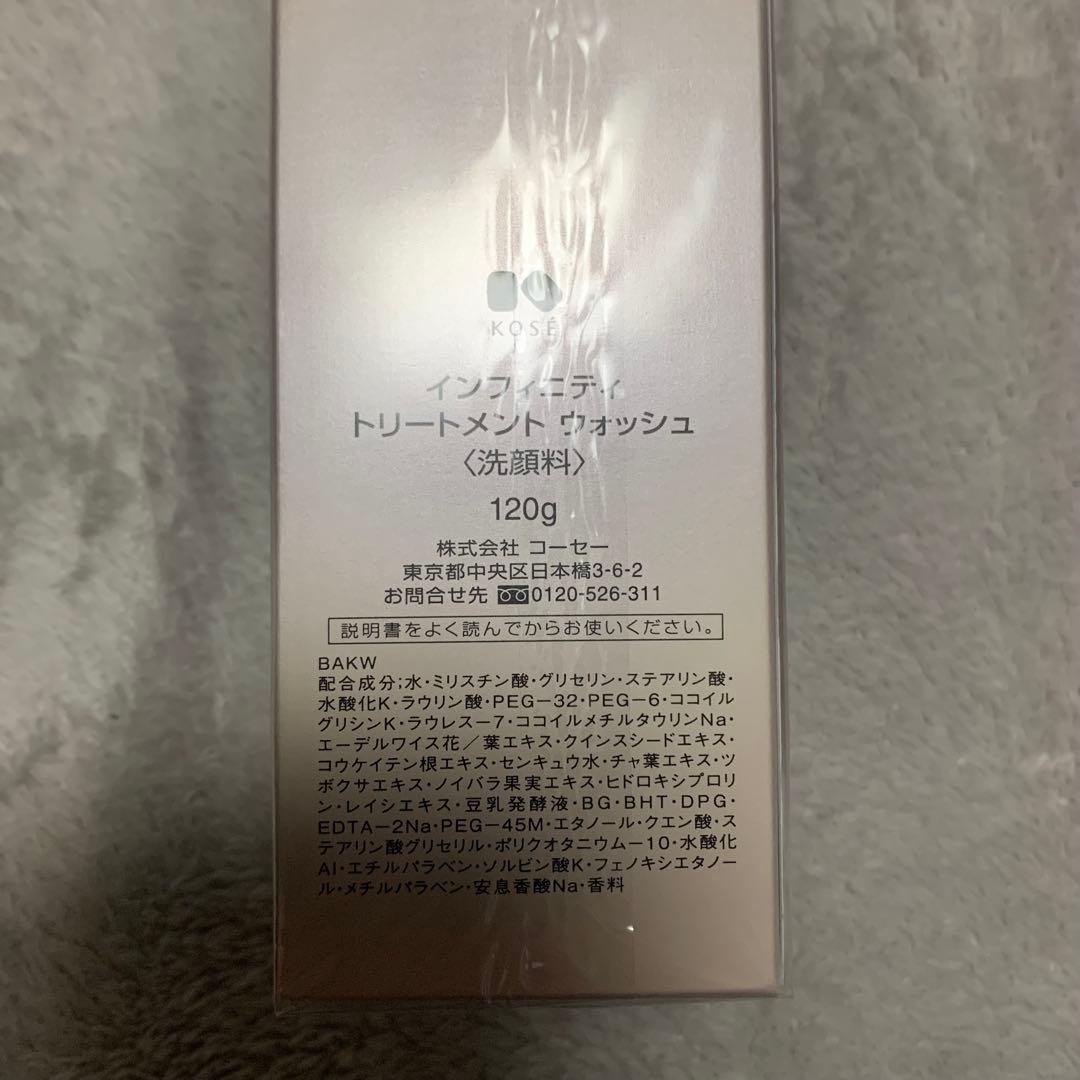 KOSÉ
インフィニティ
トリートメント ウォッシュ
〈洗顔料〉
120g
株式会社 コーセー
東京都中央区日本橋3-6-2
お問合せ先 0120-526-311
説明書をよく読んでからお使いください。
BAKW
配合成分;水・ミリスチン酸・グリセリン・ステアリン酸・
水酸化K・ラウリン酸・PEG－32・PEG－6・ココイル
グリシンK・ラウレス－7・ココイルメチルタウリンNa・
エーデルワイス花／葉エキス・クインスシードエキス・
コウケイテン根エキス・センキュウ水・チャ葉エキス・ツ
ボクサエキス・ノイバラ果実エキス・ヒドロキシプロリ
ン・レイシエキス・豆乳発酵液・BG・BHT・DPG・
EDTA－2Na・PEG－45M・エタノール・クエン酸・ス
テアリン酸グリセリル・ポリクオタニウム－10・水酸化
Al・エチルパラベン・ソルビン酸K・フェノキシエタノー
ル・メチルパラベン・安息香酸Na・香料